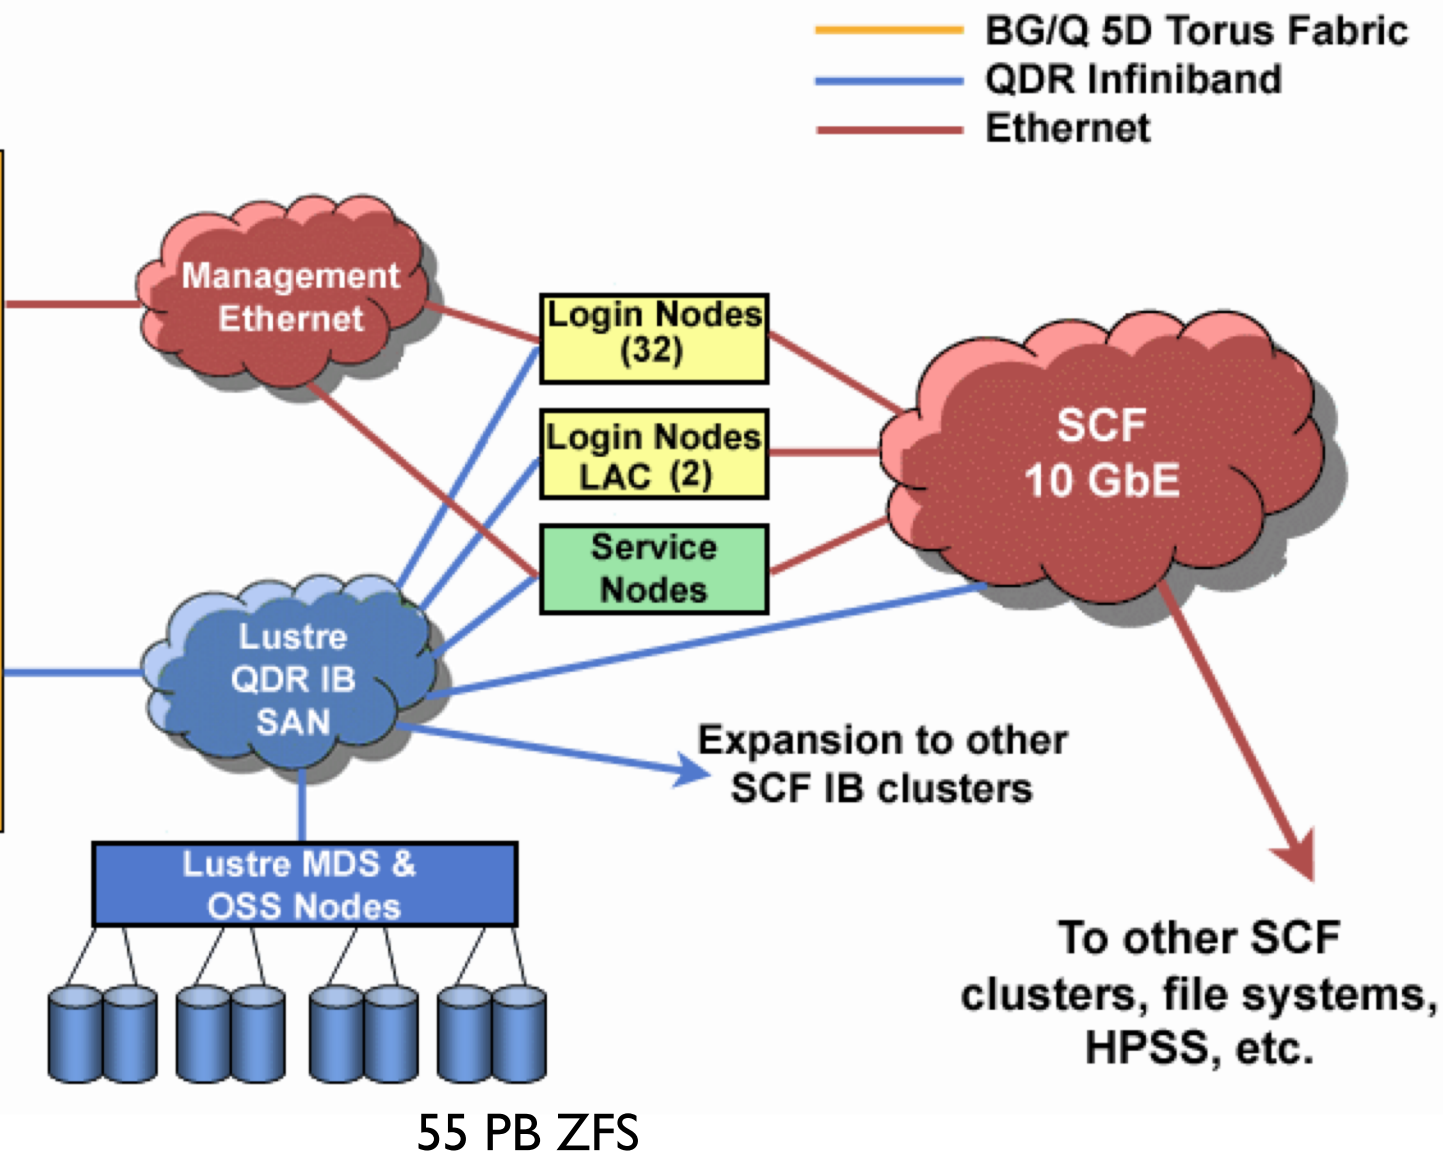 BG/Q 5D Torus Fabric
QDR Infiniband
Ethernet
Management
Ethernet
Login Nodes
(32)
Login Nodes
LAC (2)
Service
Nodes
SCF
10 GbE
Lustre
QDR IB
SAN
Expansion to other
SCF IB clusters
Lustre MDS &
OSS Nodes
To other SCF
clusters, file systems,
HPSS, etc.
55 PB ZFS